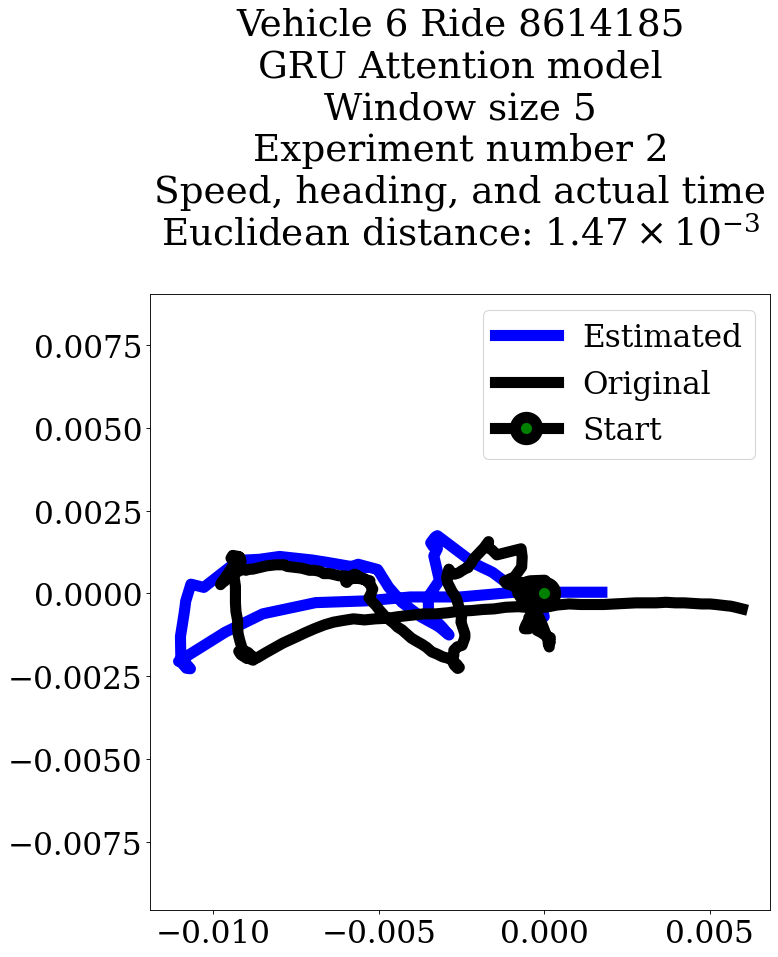 Vehicle 6 Ride 8614185
GRU Attention model
Window size 5
Experiment number 2
Speed, heading, and actual time
Euclidean distance: 1.47 × 10⁻³
Estimated
Original
Start
0.0075
0.0050
0.0025
0.0000
−0.0025
−0.0050
−0.0075
−0.010
−0.005
0.000
0.005